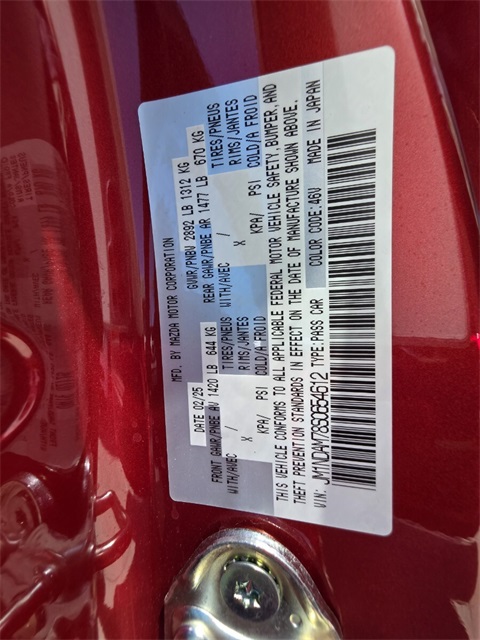 MFD. BY MAZDA MOTOR CORPORATION
DATE 02/25 GVWR/PNBV 2892 LB 1312 KG
FRONT GAWR/PNBE AV 1420 LB 644 KG REAR GAWR/PNBE AR 1477 LB 670 KG
WITH/AVEC TIRES/PNEUS WITH/AVEC / TIRES/PNEUS
X RIMS/JANTES X RIMS/JANTES
KPA/ PSI COLD/A FROID KPA/ PSI COLD/A FROID
THIS VEHICLE CONFORMS TO ALL APPLICABLE FEDERAL MOTOR VEHICLE SAFETY, BUMPER, AND
THEFT PREVENTION STANDARDS IN EFFECT ON THE DATE OF MANUFACTURE SHOWN ABOVE.
VIN: JM1NDAM78S0654612 TYPE:PASS CAR COLOR CODE:46V MADE IN JAPAN